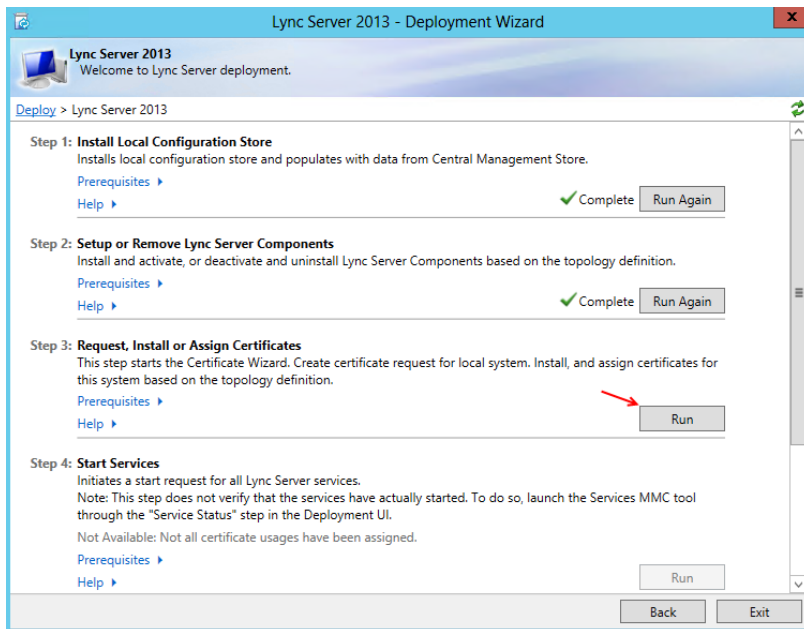 Lync Server 2013 - Deployment Wizard
x
Lync Server 2013
Welcome to Lync Server deployment.
Deploy > Lync Server 2013
Step 1: Install Local Configuration Store
Installs local configuration store and populates with data from Central Management Store.
Prerequisites
Help
Complete Run Again
Step 2: Setup or Remove Lync Server Components
Install and activate, or deactivate and uninstall Lync Server Components based on the topology definition.
Prerequisites
Help
Complete Run Again
Step 3: Request, Install or Assign Certificates
This step starts the Certificate Wizard. Create certificate request for local system. Install, and assign certificates for
this system based on the topology definition.
Prerequisites
Help
Run
Step 4: Start Services
Initiates a start request for all Lync Server services.
Note: This step does not verify that the services have actually started. To do so, launch the Services MMC tool
through the "Service Status" step in the Deployment UI.
Not Available: Not all certificate usages have been assigned.
Prerequisites
Help
Run
Back Exit